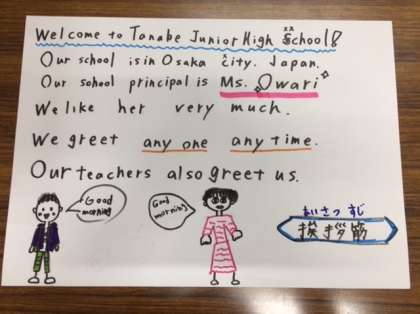 Welcome to Tanabe Junior High School!
Our school is in Osaka city. Japan.
Our sohool principal is Ms. Owari
We like her very much.
We greet any one any time.
Our teachers also greet us.
Good morning
Good morning
あいさつ すじ
挨拶筋